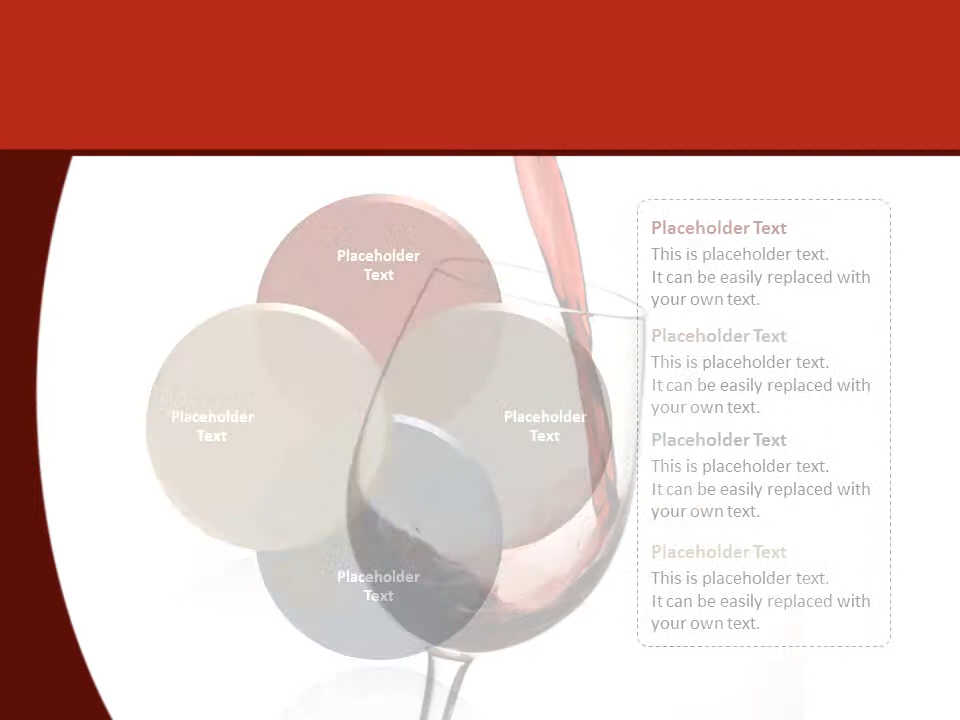 Placeholder
Text
Placeholder
Text
Placeholder
Text
Placeholder
Text
Placeholder Text
This is placeholder text.
It can be easily replaced with
your own text.
Placeholder Text
This is placeholder text.
It can be easily replaced with
your own text.
Placeholder Text
This is placeholder text.
It can be easily replaced with
your own text.
Placeholder Text
This is placeholder text.
It can be easily replaced with
your own text.